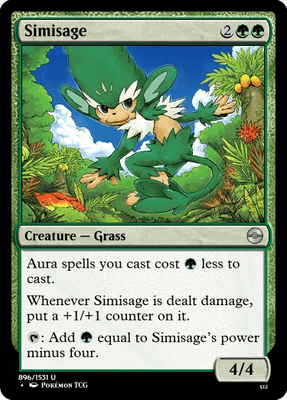 Simisage 2
Creature — Grass
Aura spells you cast cost less to
cast.
Whenever Simisage is dealt damage,
put a +1/+1 counter on it.
: Add equal to Simisage's power
minus four.
4/4
896/1531 U
• POKÉMON TCG